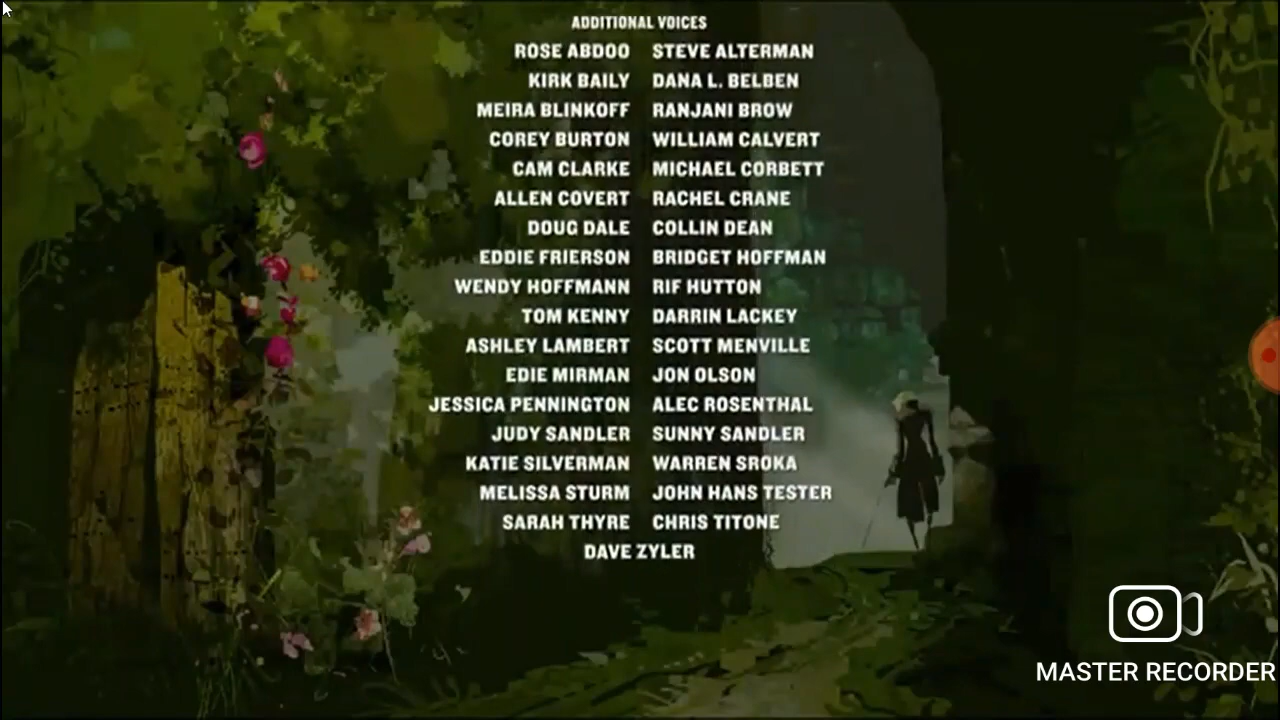 ADDITIONAL VOICES
ROSE ABDOO STEVE ALTERMAN
KIRK BAILY DANA L. BELBEN
MEIRA BLINKOFF RANJANI BROW
COREY BURTON WILLIAM CALVERT
CAM CLARKE MICHAEL CORBETT
ALLEN COVERT RACHEL CRANE
DOUG DALE COLLIN DEAN
EDDIE FRIERSON BRIDGET HOFFMAN
WENDY HOFFMANN RIF HUTTON
TOM KENNY DARRIN LACKEY
ASHLEY LAMBERT SCOTT MENVILLE
EDIE MIRMAN JON OLSON
JESSICA PENNINGTON ALEC ROSENTHAL
JUDY SANDLER SUNNY SANDLER
KATIE SILVERMAN WARREN SROKA
MELISSA STURM JOHN HANS TESTER
SARAH THYRE CHRIS TITONE
DAVE ZYLER
MASTER RECORDER